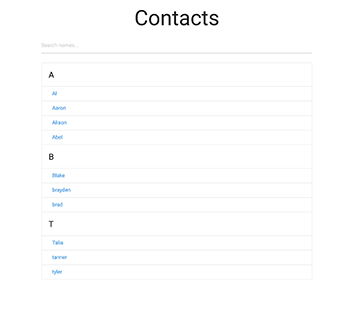 Contacts
Search names...
A
Al
Aaron
Alison
Abel
B
Blake
brayden
brad
T
Talia
tanner
tyler